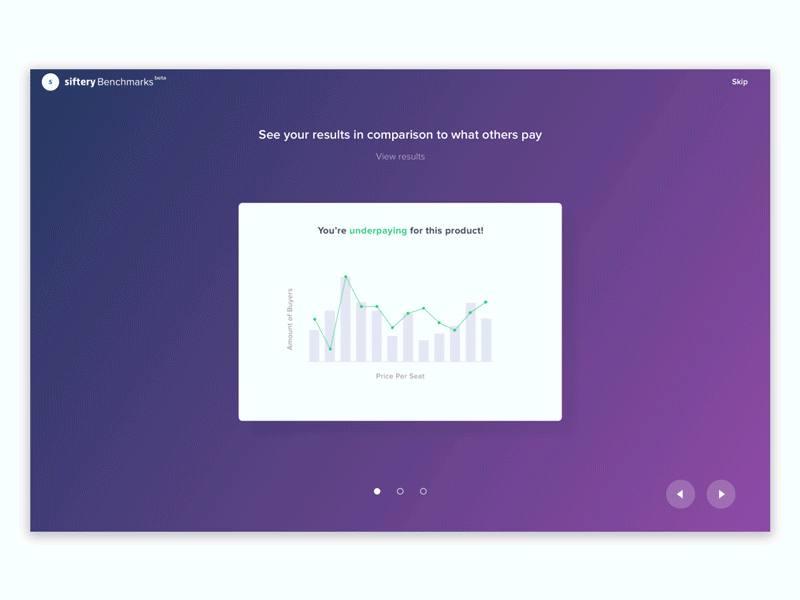 s siftery Benchmarks beta
Skip
See your results in comparison to what others pay
View results
You're underpaying for this product!
Amount of Buyers
Price Per Seat